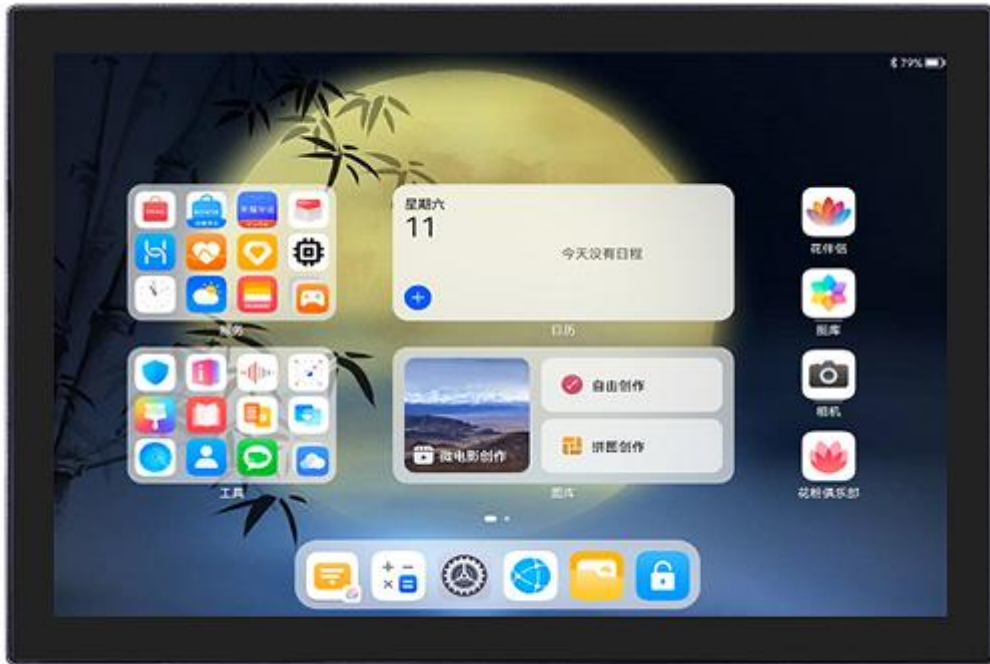 79%
星期六
11
今天没有日程
花伴侣
服务
日历
图库
自由创作
相机
微电影创作
拼图创作
工具
图库
花粉俱乐部